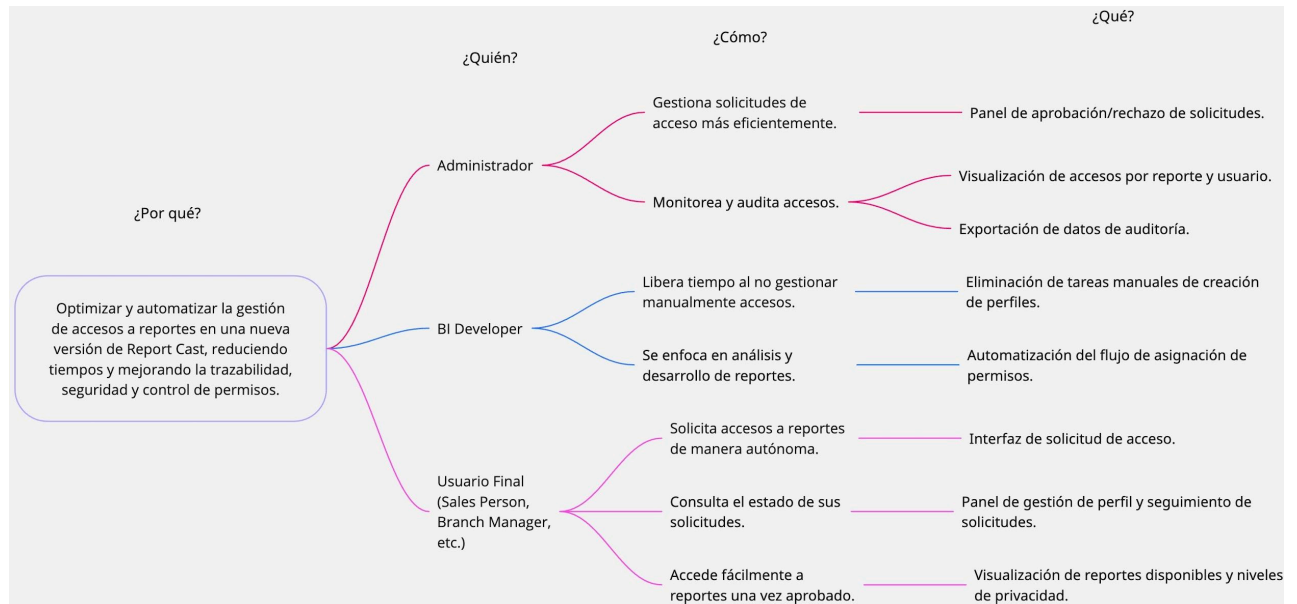 ¿Por qué?
Optimizar y automatizar la gestión
de accesos a reportes en una nueva
versión de Report Cast, reduciendo
tiempos y mejorando la trazabilidad,
seguridad y control de permisos.
¿Quién?
Administrador
BI Developer
Usuario Final
(Sales Person,
Branch Manager,
etc.)
¿Cómo?
Gestiona solicitudes de
acceso más eficientemente.
Monitorea y audita accesos.
Libera tiempo al no gestionar
manualmente accesos.
Se enfoca en análisis y
desarrollo de reportes.
Solicita accesos a reportes
de manera autónoma.
Consulta el estado de sus
solicitudes.
Accede fácilmente a
reportes una vez aprobado.
¿Qué?
Panel de aprobación/rechazo de solicitudes.
Visualización de accesos por reporte y usuario.
Exportación de datos de auditoría.
Eliminación de tareas manuales de creación
de perfiles.
Automatización del flujo de asignación de
permisos.
Interfaz de solicitud de acceso.
Panel de gestión de perfil y seguimiento de
solicitudes.
Visualización de reportes disponibles y niveles
de privacidad.